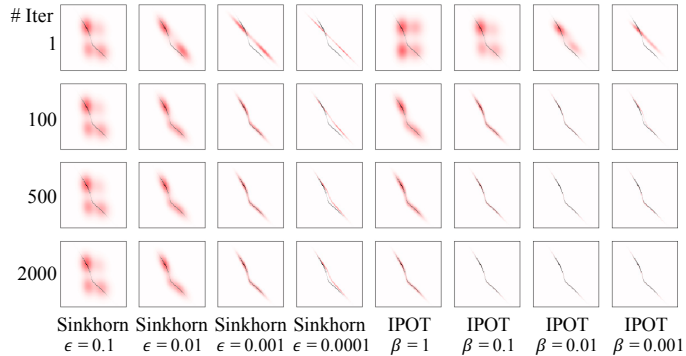 # Iter
1
100
500
2000
Sinkhorn Sinkhorn Sinkhorn Sinkhorn IPOT IPOT IPOT IPOT
ϵ = 0.1 ϵ = 0.01 ϵ = 0.001 ϵ = 0.0001 β = 1 β = 0.1 β = 0.01 β = 0.001